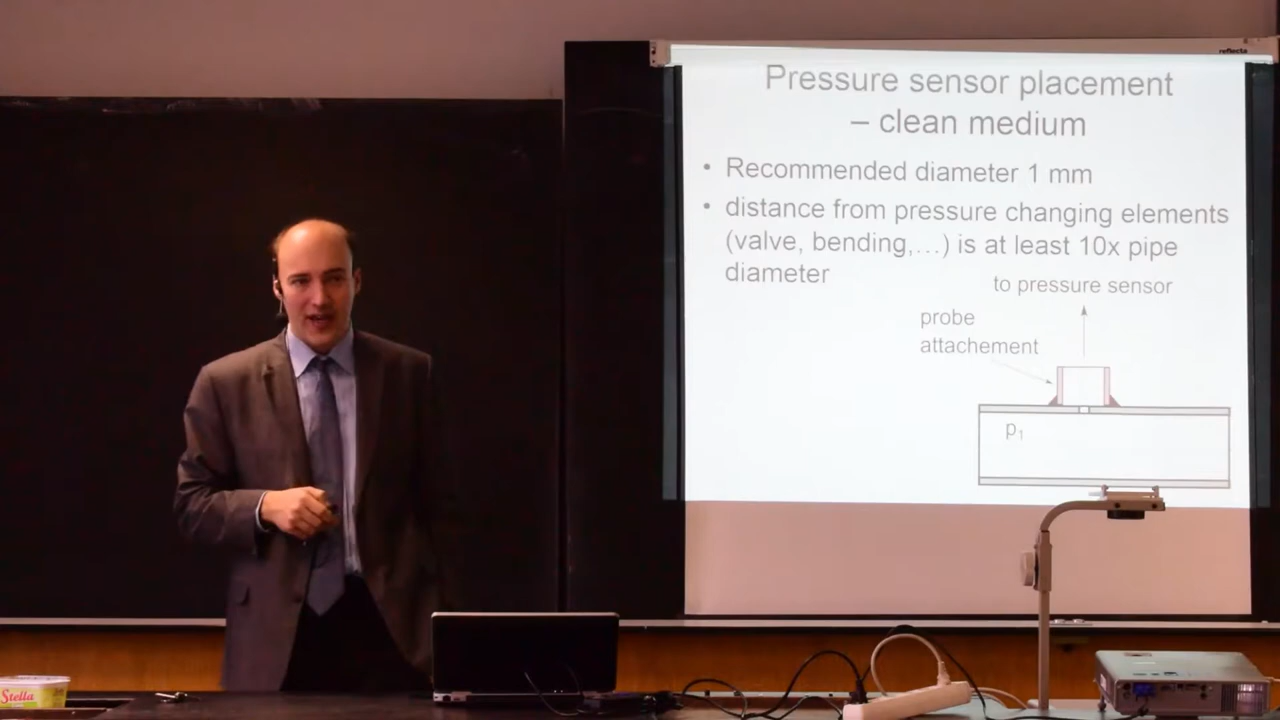 reflecta
Pressure sensor placement
– clean medium
• Recommended diameter 1 mm
• distance from pressure changing elements
(valve, bending,…) is at least 10x pipe
diameter
to pressure sensor
probe
attachement
p₁
Stella